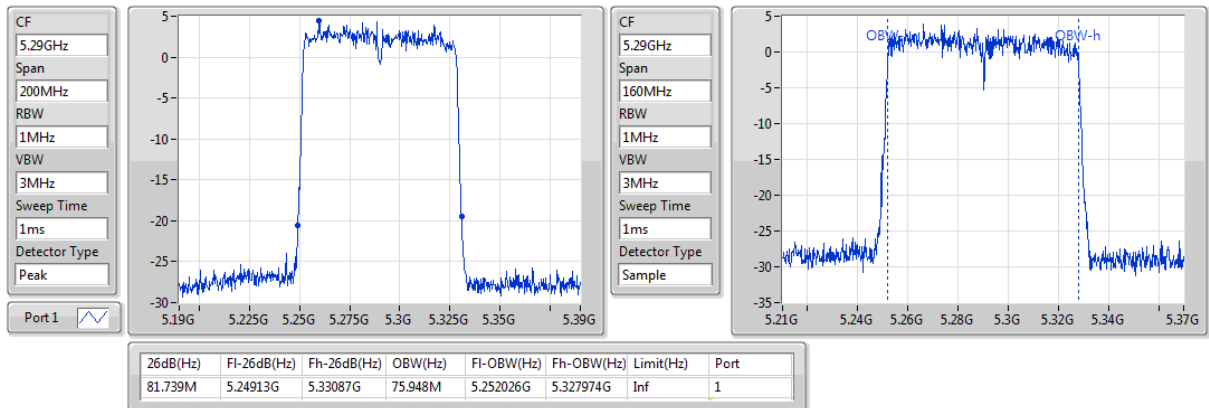 CF
5.29GHz
Span
200MHz
RBW
1MHz
VBW
3MHz
Sweep Time
1ms
Detector Type
Peak
Port 1
5
0
-5
-10
-15
-20
-25
-30
5.19G 5.225G 5.25G 5.275G 5.3G 5.325G 5.35G 5.39G
CF
5.29GHz
Span
160MHz
RBW
1MHz
VBW
3MHz
Sweep Time
1ms
Detector Type
Sample
5
0
-5
-10
-15
-20
-25
-30
-35
OBW-h
5.21G 5.24G 5.26G 5.28G 5.3G 5.32G 5.34G 5.37G
26dB(Hz) Fl-26dB(Hz) Fh-26dB(Hz) OBW(Hz) Fl-OBW(Hz) Fh-OBW(Hz) Limit(Hz) Port
81.739M 5.24913G 5.33087G 75.948M 5.252026G 5.327974G Inf 1